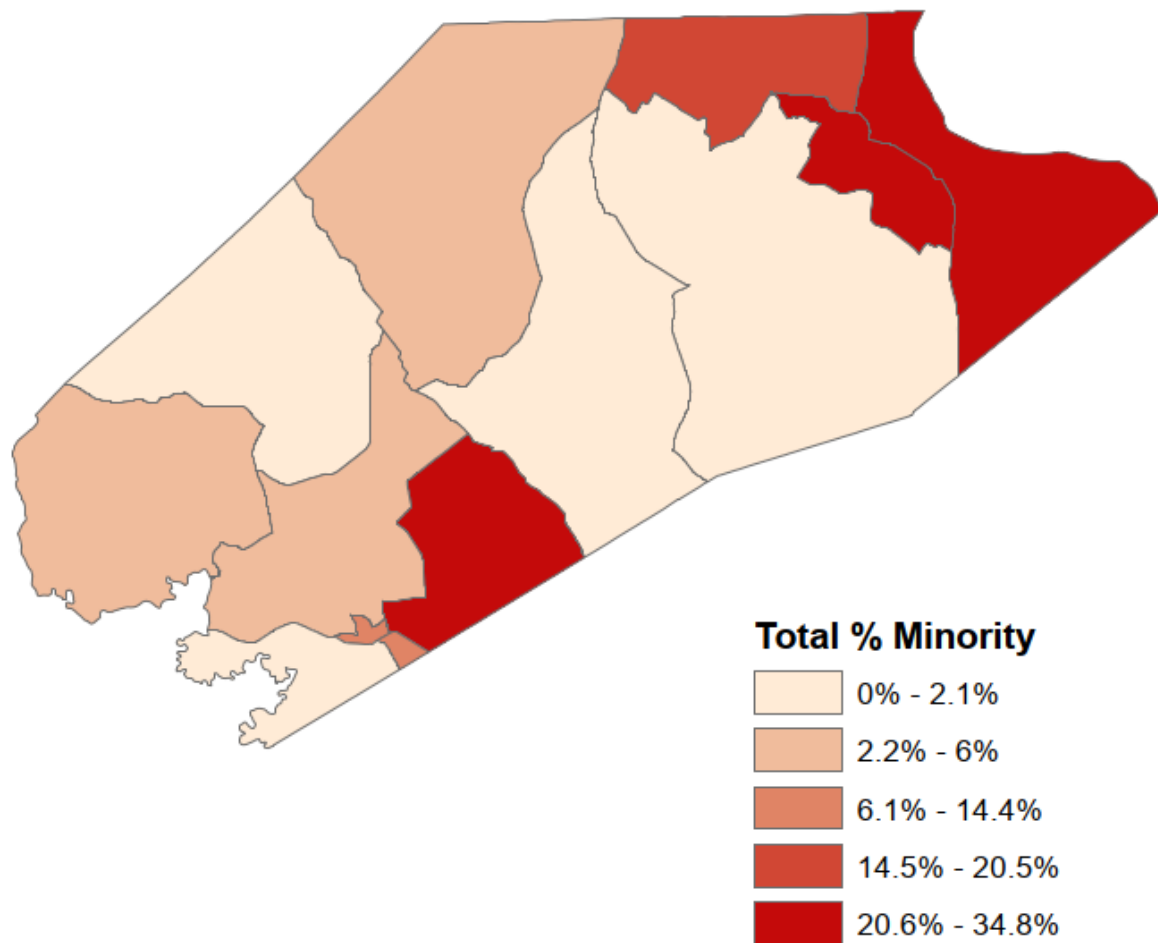 Total % Minority
0% - 2.1%
2.2% - 6%
6.1% - 14.4%
14.5% - 20.5%
20.6% - 34.8%